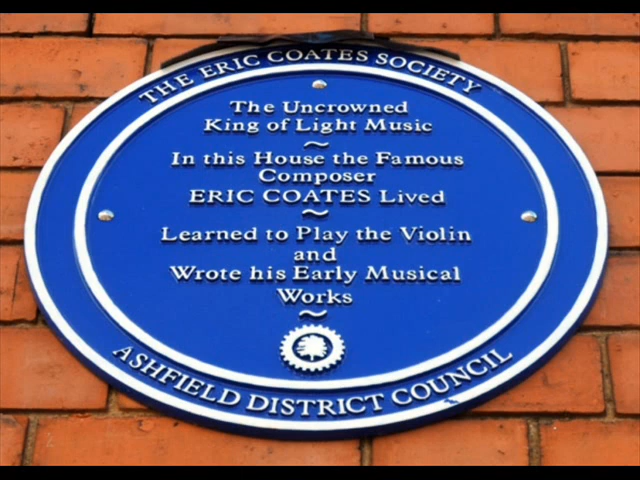 THE ERIC COATES SOCIETY
The Uncrowned
King of Light Music
~
In this House the Famous
Composer
ERIC COATES Lived
~
Learned to Play the Violin
and
Wrote his Early Musical
Works
~
ASHFIELD DISTRICT COUNCIL